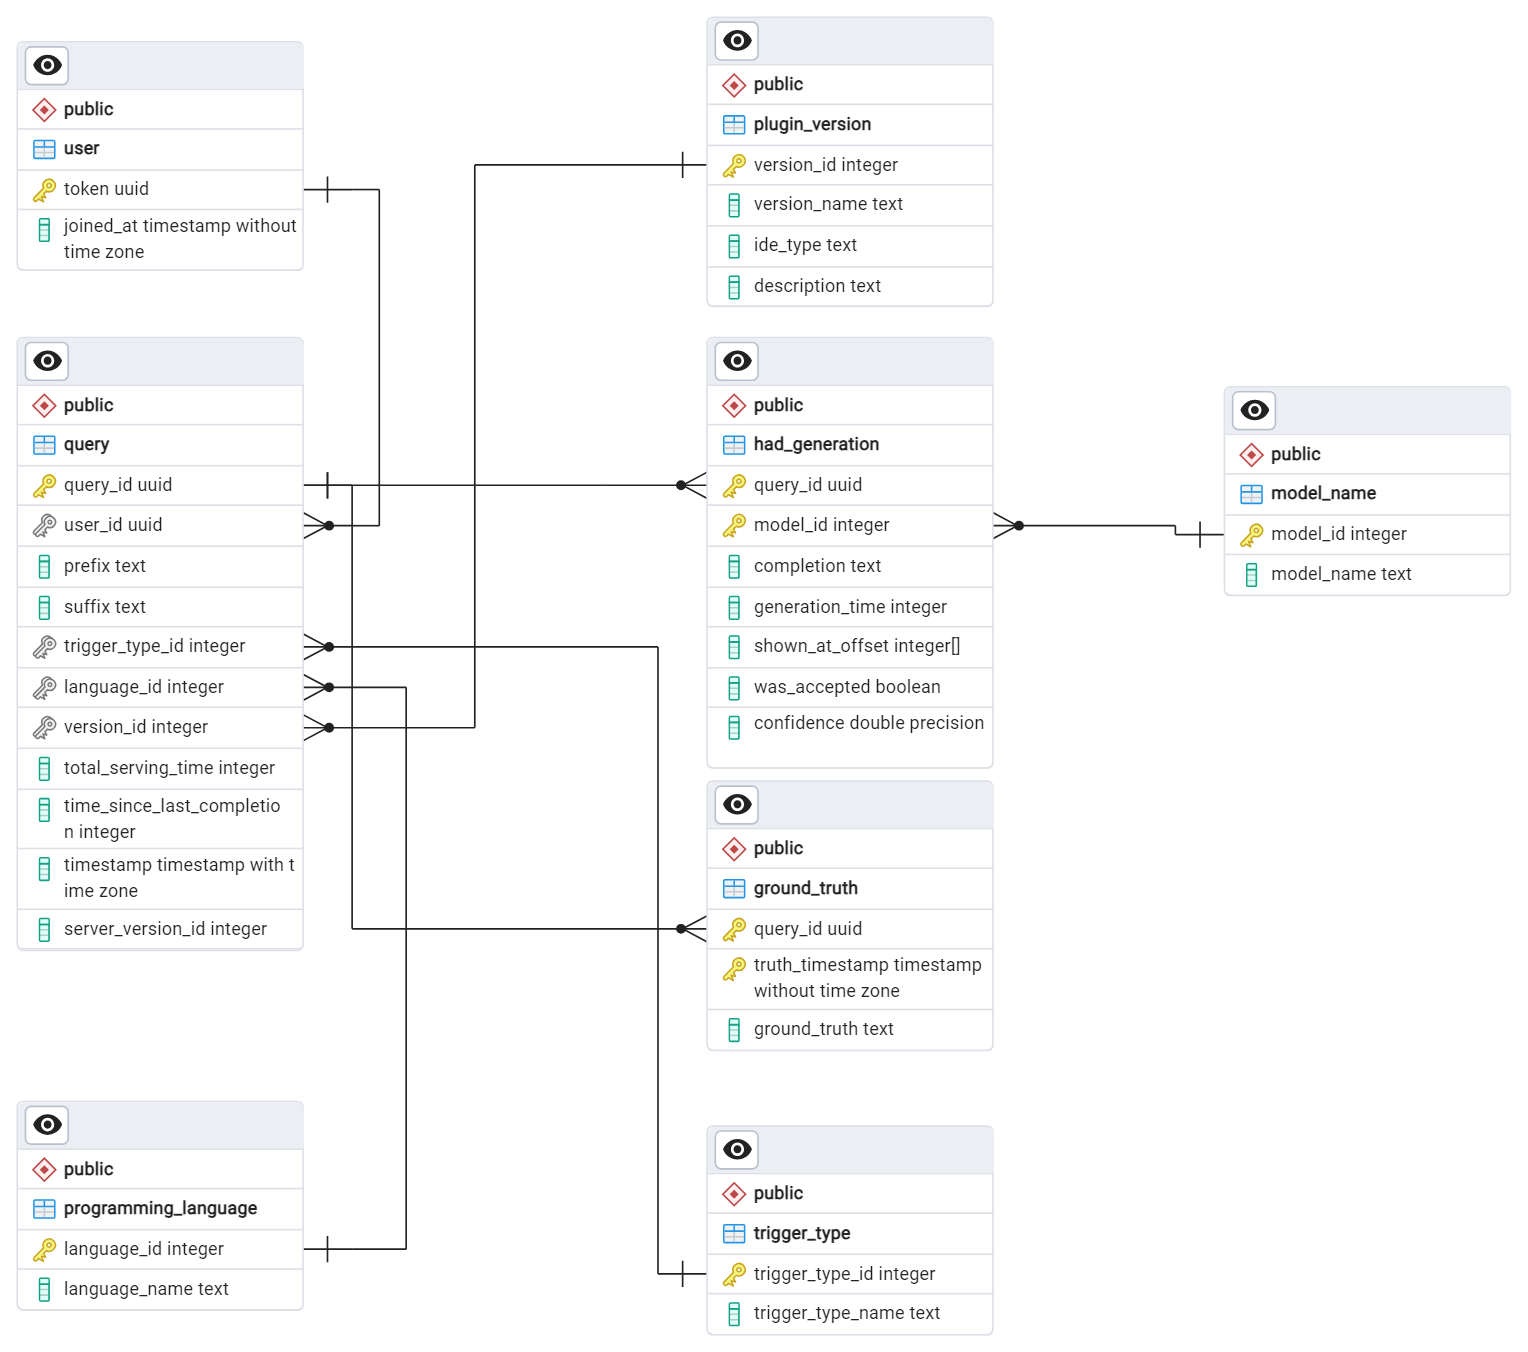 public
user
token uuid
joined_at timestamp without
time zone
public
query
query_id uuid
user_id uuid
prefix text
suffix text
trigger_type_id integer
language_id integer
version_id integer
total_serving_time integer
time_since_last_completio
n integer
timestamp timestamp with t
ime zone
server_version_id integer
public
programming_language
language_id integer
language_name text
public
plugin_version
version_id integer
version_name text
ide_type text
description text
public
had_generation
query_id uuid
model_id integer
completion text
generation_time integer
shown_at_offset integer[]
was_accepted boolean
confidence double precision
public
ground_truth
query_id uuid
truth_timestamp timestamp
without time zone
ground_truth text
public
trigger_type
trigger_type_id integer
trigger_type_name text
public
model_name
model_id integer
model_name text